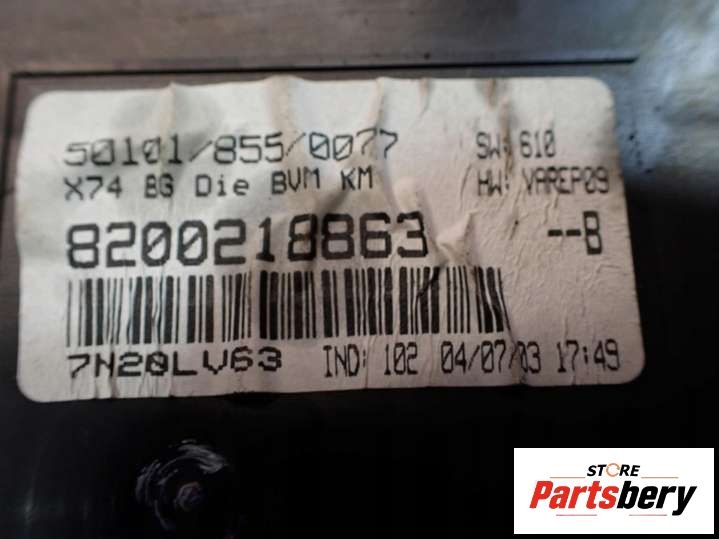 50101/855/0077 SW: 610
X74 BG Die BVM KM HW: VAREP09
8200218863 --B
7N20LV63 IND: 102 04/07/03 17:49
STORE
Partsbery